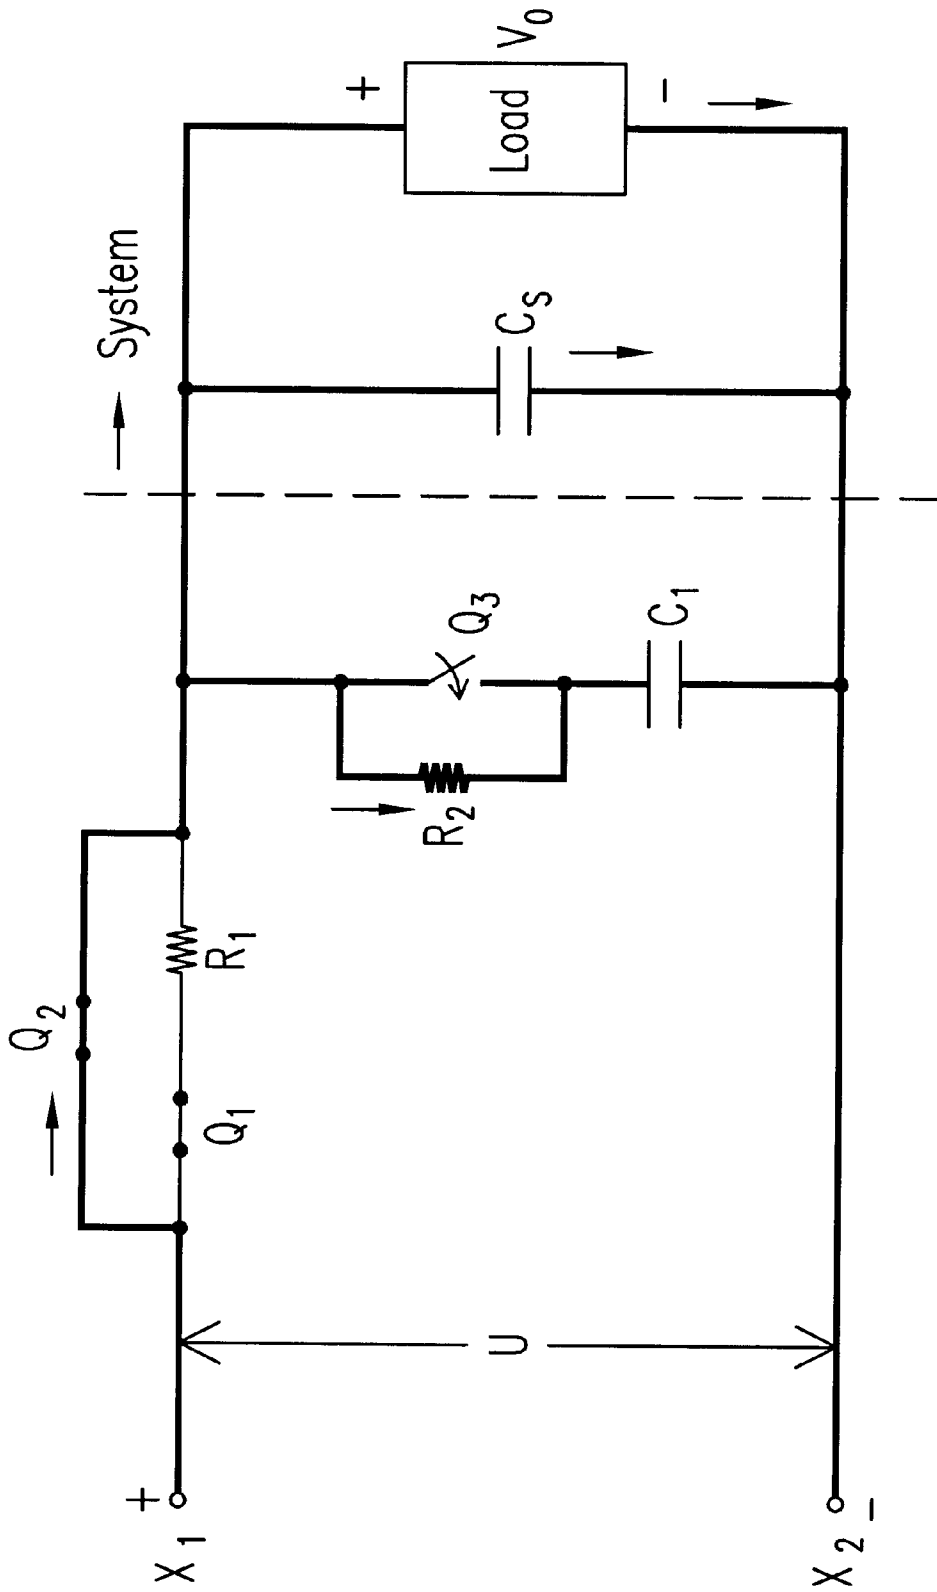 System
+
V0
Load
-
CS
Q2
R1
Q1
Q3
R2
C1
U
+
X1
X2
-